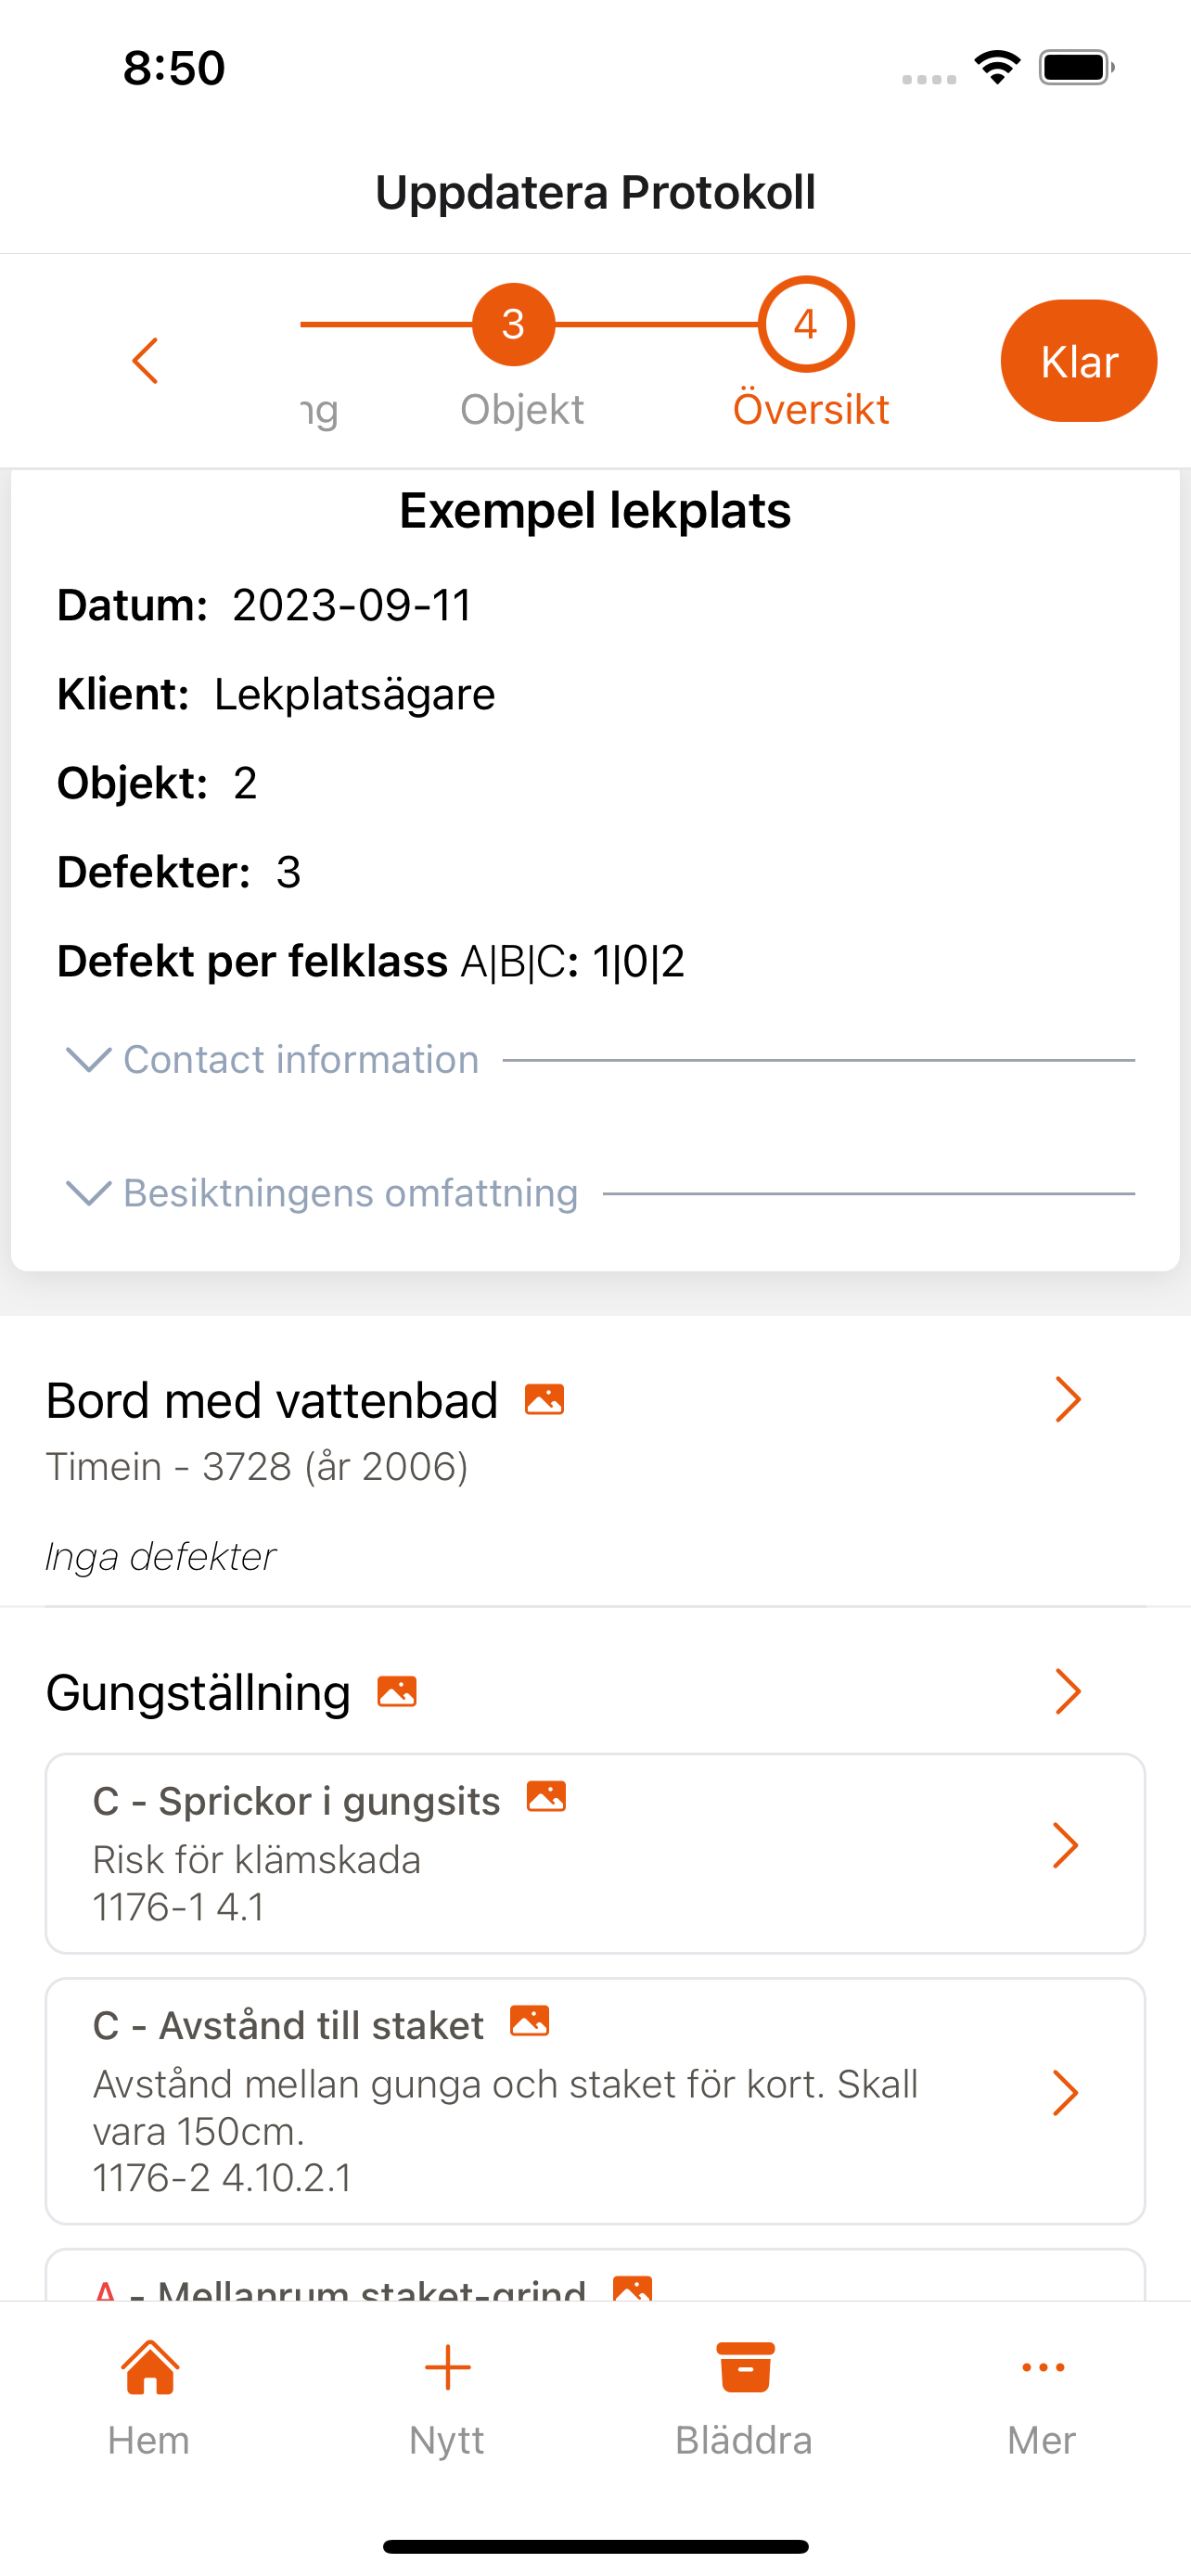 8:50
Uppdatera Protokoll
3
4
Klar
ng
Objekt
Översikt
Exempel lekplats
Datum: 2023-09-11
Klient: Lekplatsägare
Objekt: 2
Defekter: 3
Defekt per felklass A|B|C: 1|0|2
Contact information
Besiktningens omfattning
Bord med vattenbad
Timein - 3728 (år 2006)
Inga defekter
Gungställning
C - Sprickor i gungsits
Risk för klämskada
1176-1 4.1
C - Avstånd till staket
Avstånd mellan gunga och staket för kort. Skall
vara 150cm.
1176-2 4.10.2.1
A - Mellanrum staket-grind
Hem
Nytt
Bläddra
Mer